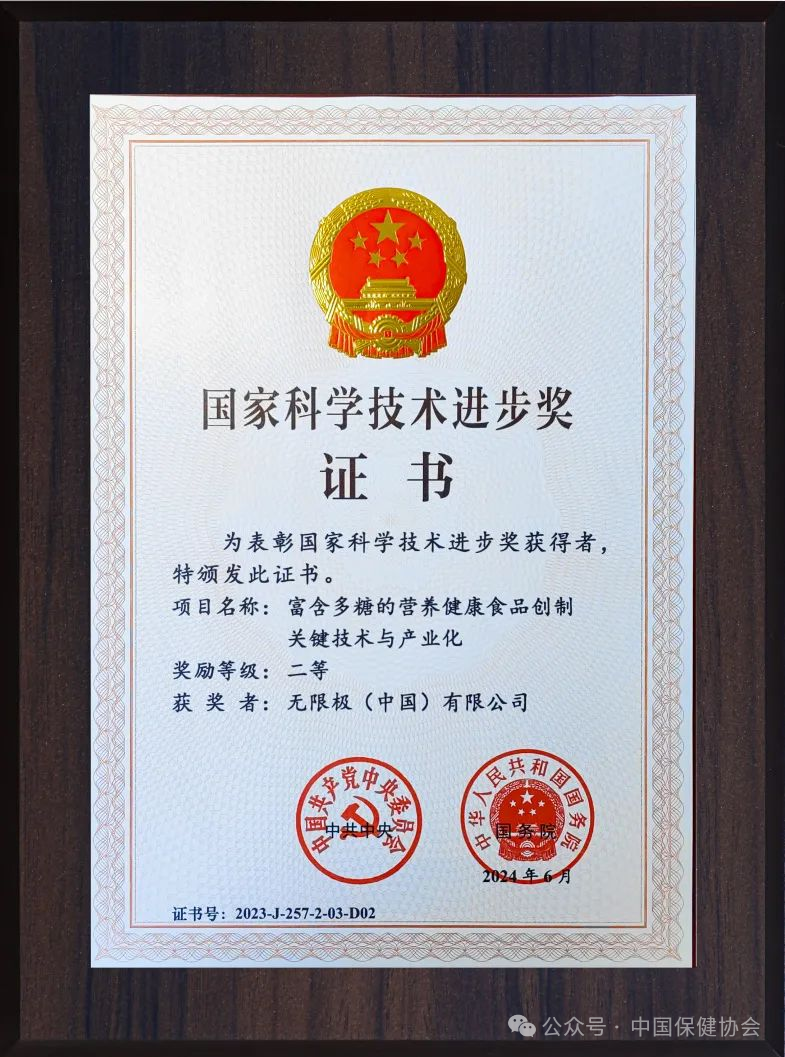 国家科学技术进步奖
证书
为表彰国家科学技术进步奖获得者，
特颁发此证书。
项目名称：富含多糖的营养健康食品创制
关键技术与产业化
奖励等级：二等
获奖者：无限极（中国）有限公司
中国共产党中央委员会
中共中央
中华人民共和国国务院
国务院
2024年6月
证书号：2023-J-257-2-03-D02
公众号·中国保健协会